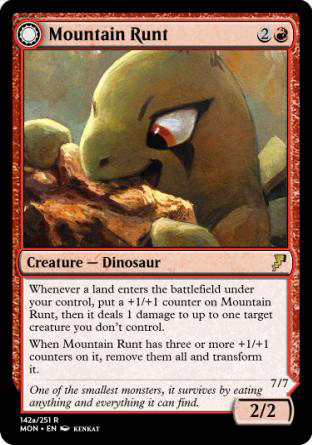 Mountain Runt 2
Creature — Dinosaur
Whenever a land enters the battlefield under
your control, put a +1/+1 counter on Mountain
Runt, then it deals 1 damage to up to one target
creature you don't control.
When Mountain Runt has three or more +1/+1
counters on it, remove them all and transform
it.
7/7
One of the smallest monsters, it survives by eating
anything and everything it can find.
2/2
142a/251 R
MON • EN KENKAT